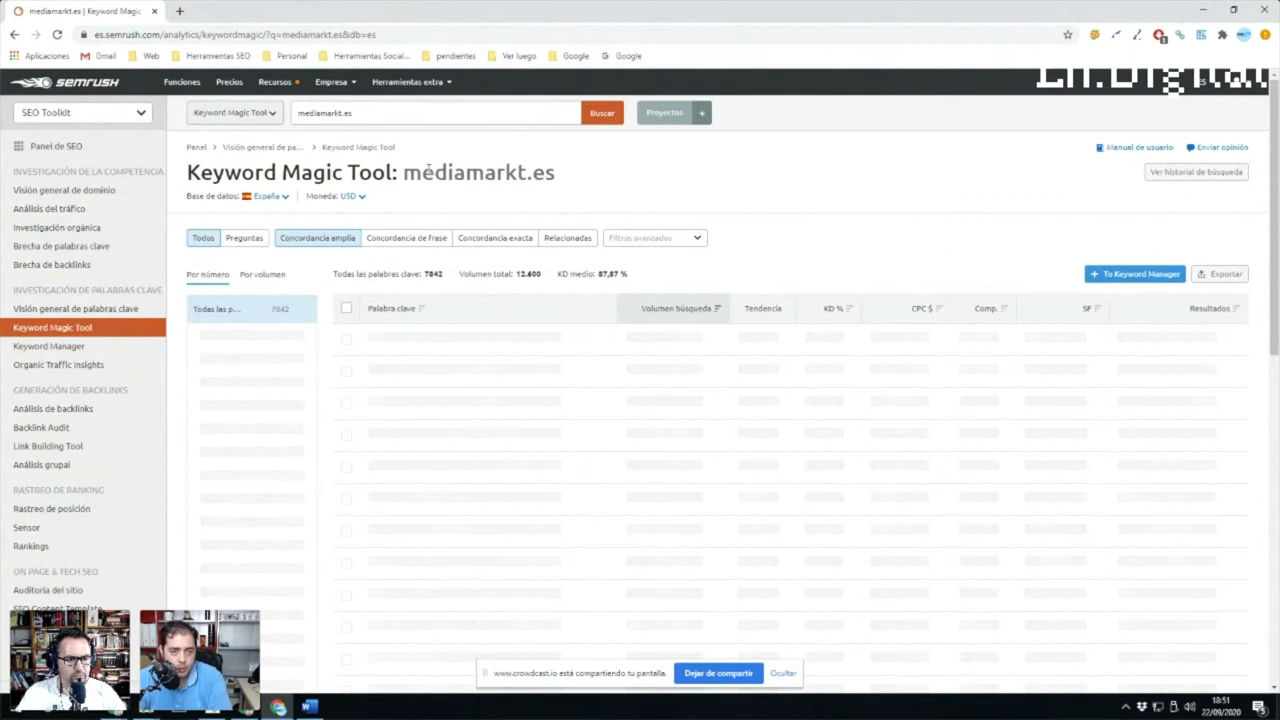 mediamarkt.es | Keyword Magic
es.semrush.com/analytics/keywordmagic/?q=mediamarkt.es&db=es
Aplicaciones Gmail Web Herramientas SEO Personal Herramientas Social... pendientes Ver luego Google Google
SEMRUSH Funciones Precios Recursos Empresa Herramientas extra
In.Digital
SEO Toolkit Keyword Magic Tool mediamarkt.es Buscar Proyectos +
Panel de SEO
Panel > Visión general de pa... > Keyword Magic Tool
Manual de usuario Enviar opinión
Keyword Magic Tool: mediamarkt.es
Ver historial de búsqueda
Base de datos: España Moneda: USD
Todos Preguntas Concordancia amplia Concordancia de frase Concordancia exacta Relacionadas Filtros avanzados
Por número Por volumen
Todas las palabras clave: 7842 Volumen total: 12.600 KD medio: 87,87 %
+ To Keyword Manager Exportar
Todas las p... 7842
Palabra clave Volumen búsqueda Tendencia KD % CPC $ Comp. SF Resultados
INVESTIGACIÓN DE LA COMPETENCIA
Visión general de dominio
Análisis del tráfico
Investigación orgánica
Brecha de palabras clave
Brecha de backlinks
INVESTIGACIÓN DE PALABRAS CLAVE
Visión general de palabras clave
Keyword Magic Tool
Keyword Manager
Organic Traffic Insights
GENERACIÓN DE BACKLINKS
Análisis de backlinks
Backlink Audit
Link Building Tool
Análisis grupal
RASTREO DE RANKING
Rastreo de posición
Sensor
Rankings
ON PAGE & TECH SEO
Auditoría del sitio
SEO Content Template
www.crowdcast.io está compartiendo tu pantalla. Dejar de compartir Ocultar
18:51
22/09/2020